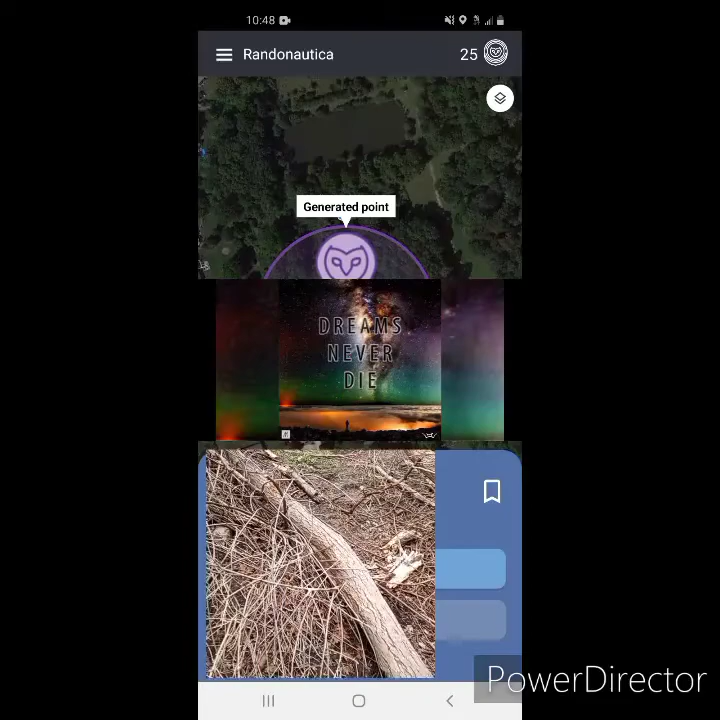 10:48
Randonautica
25
Generated point
DREAMS
NEVER
DIE
PowerDirector